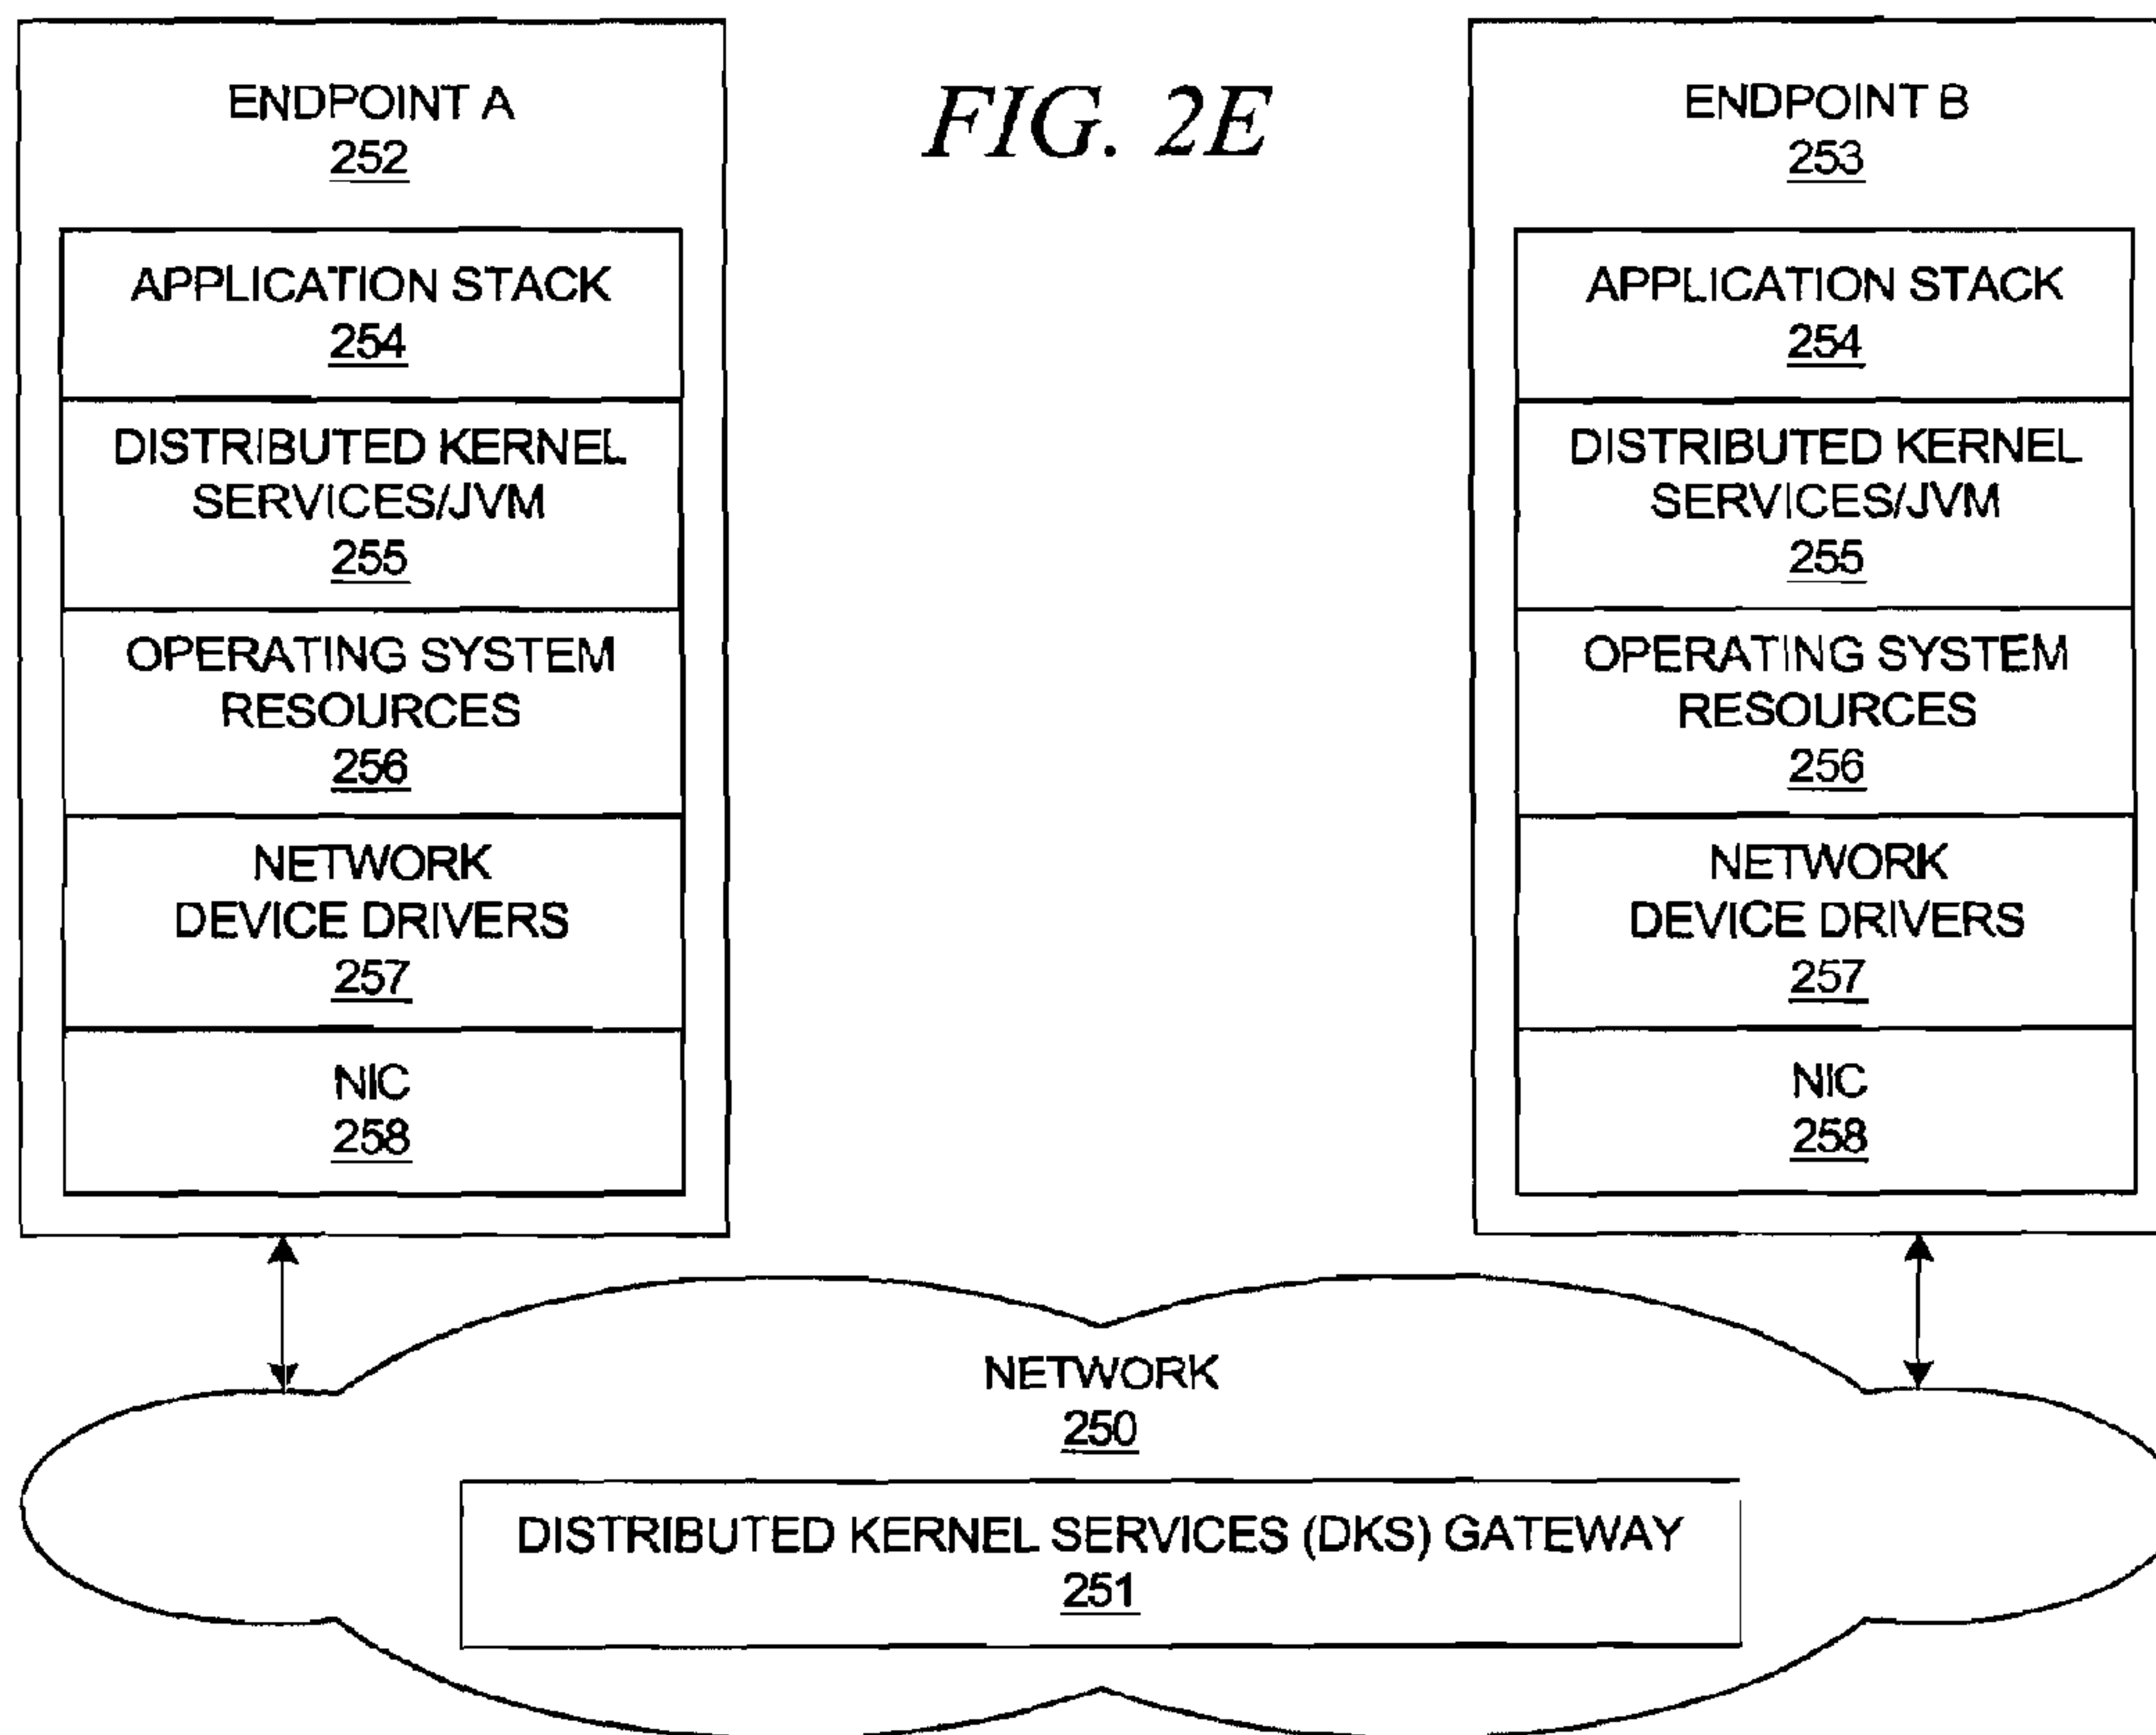 FIG. 2E
ENDPOINT A
252
APPLICATION STACK
254
DISTRIBUTED KERNEL
SERVICES/JVM
255
OPERATING SYSTEM
RESOURCES
256
NETWORK
DEVICE DRIVERS
257
NIC
258
ENDPOINT B
253
APPLICATION STACK
254
DISTRIBUTED KERNEL
SERVICES/JVM
255
OPERATING SYSTEM
RESOURCES
256
NETWORK
DEVICE DRIVERS
257
NIC
258
NETWORK
250
DISTRIBUTED KERNEL SERVICES (DKS) GATEWAY
251